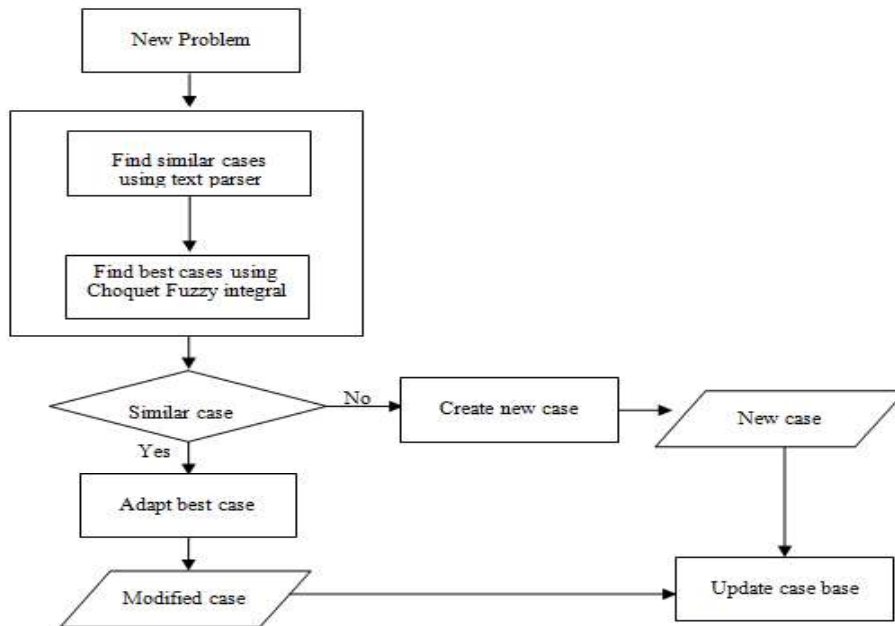 New Problem
Find similar cases
using text parser
Find best cases using
Choquet Fuzzy integral
Similar case
No
Create new case
New case
Yes
Adapt best case
Modified case
Update case base